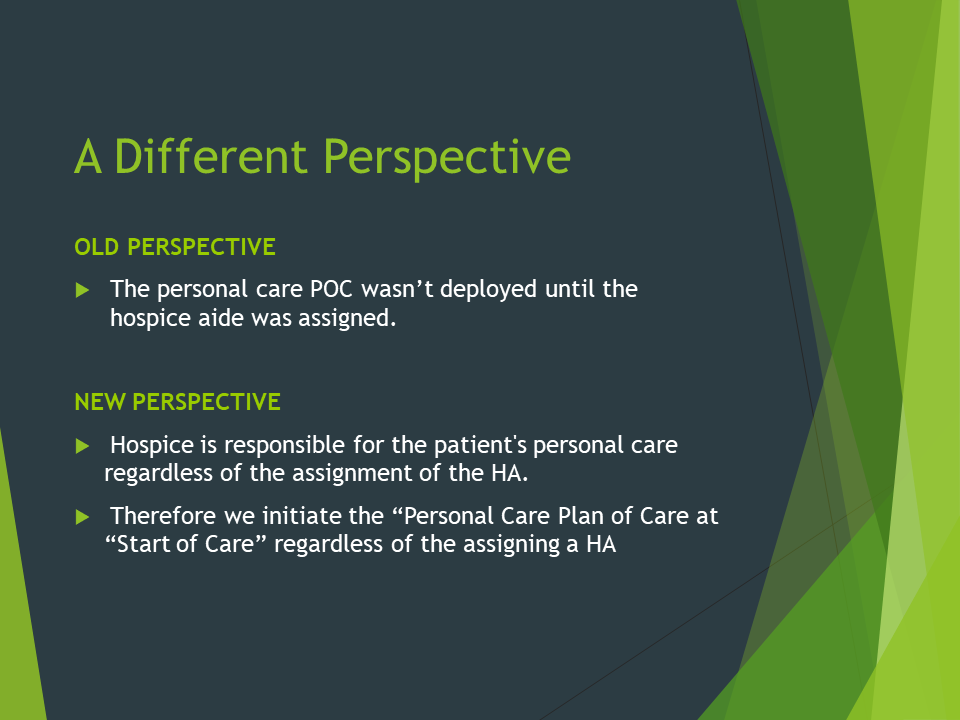 A Different Perspective
OLD PERSPECTIVE
The personal care POC wasn’t deployed until the
hospice aide was assigned.
NEW PERSPECTIVE
Hospice is responsible for the patient's personal care
regardless of the assignment of the HA.
Therefore we initiate the “Personal Care Plan of Care at
“Start of Care” regardless of the assigning a HA